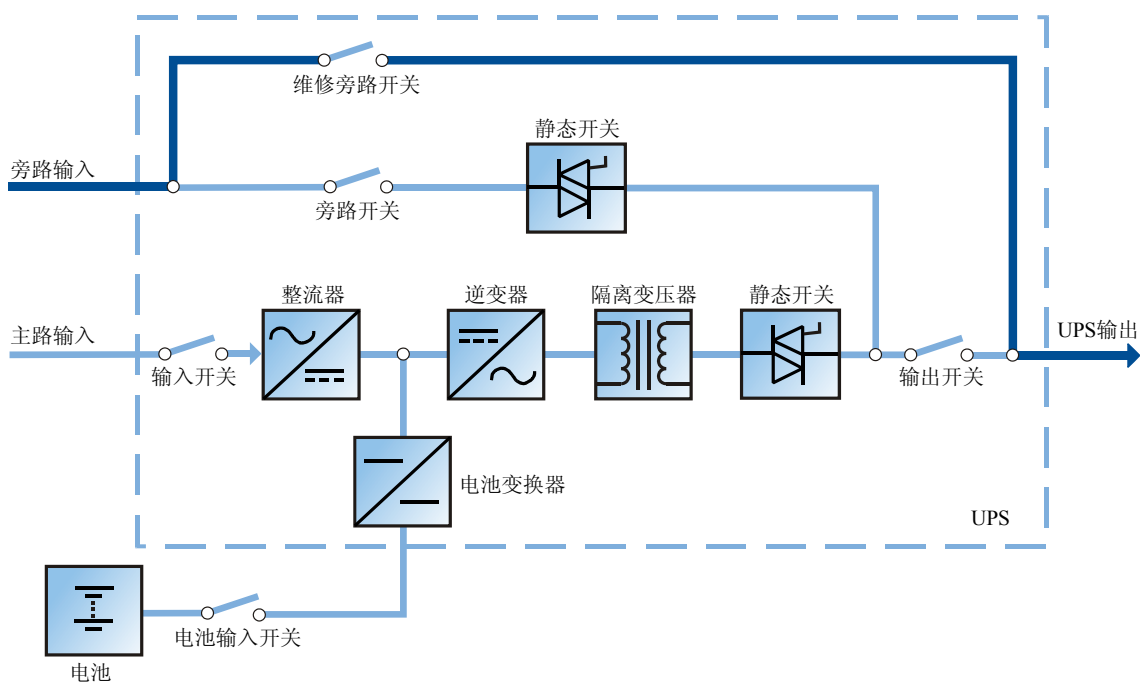 维修旁路开关
静态开关
旁路输入
旁路开关
整流器
逆变器
隔离变压器
静态开关
主路输入
UPS输出
输入开关
输出开关
电池变换器
UPS
电池输入开关
电池